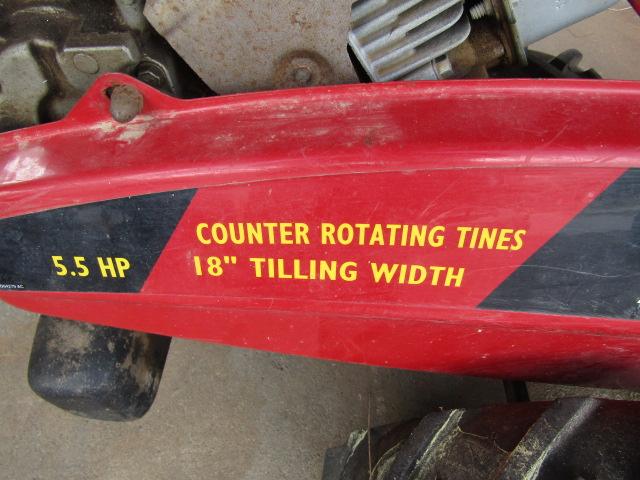 COUNTER ROTATING TINES
5.5 HP
18" TILLING WIDTH